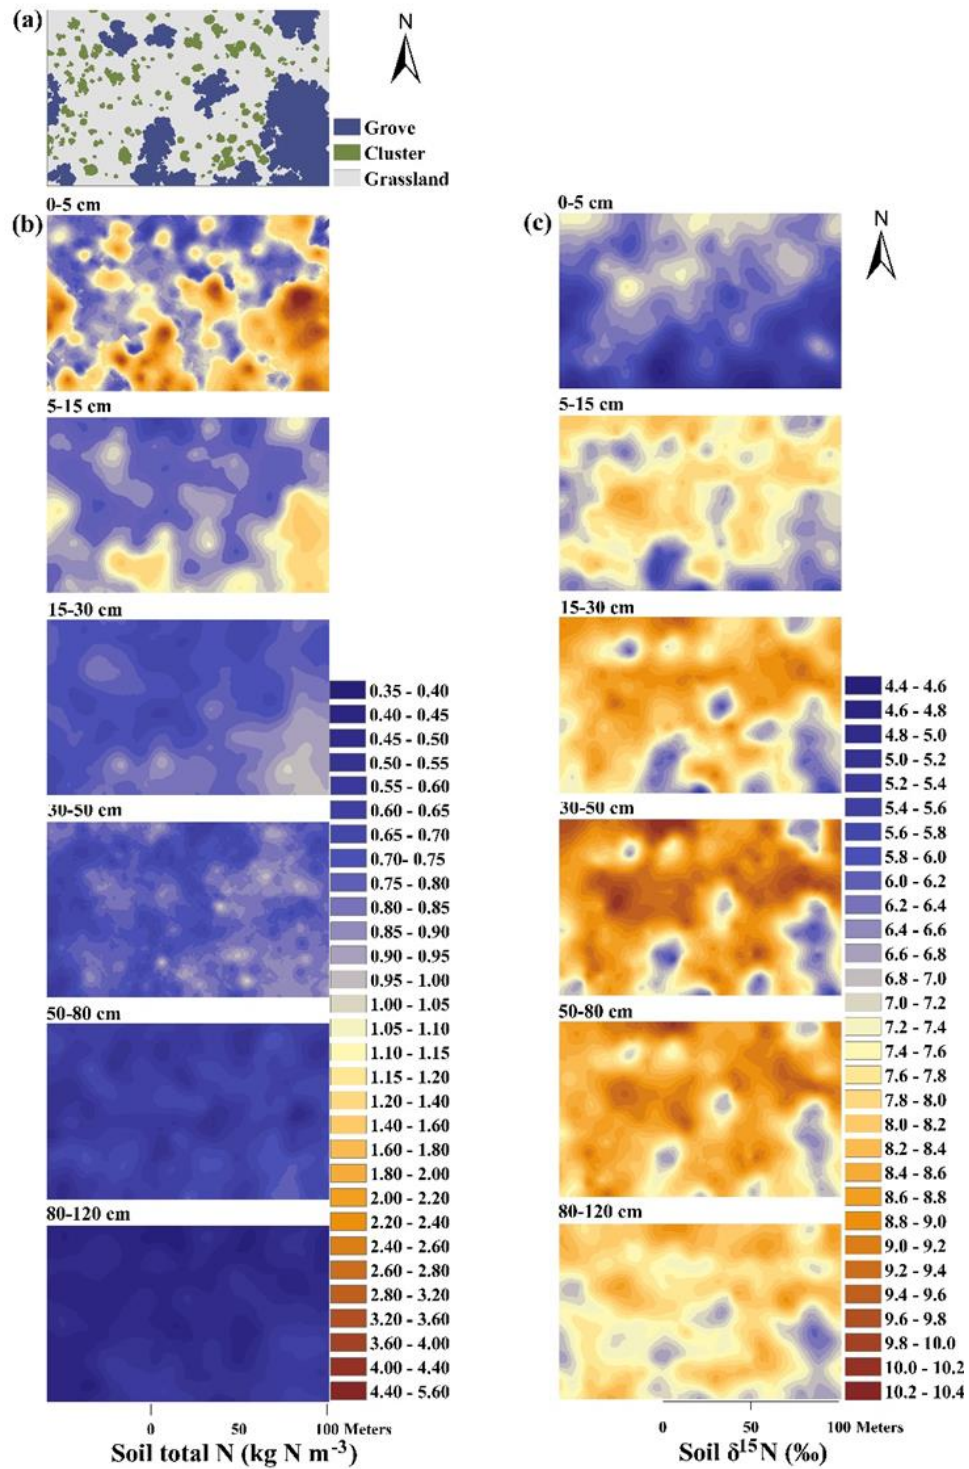 (a)
N
Grove
Cluster
Grassland
(b)
0-5 cm
5-15 cm
15-30 cm
30-50 cm
50-80 cm
80-120 cm
0.35 - 0.40
0.40 - 0.45
0.45 - 0.50
0.50 - 0.55
0.55 - 0.60
0.60 - 0.65
0.65 - 0.70
0.70- 0.75
0.75 - 0.80
0.80 - 0.85
0.85 - 0.90
0.90 - 0.95
0.95 - 1.00
1.00 - 1.05
1.05 - 1.10
1.10 - 1.15
1.15 - 1.20
1.20 - 1.40
1.40 - 1.60
1.60 - 1.80
1.80 - 2.00
2.00 - 2.20
2.20 - 2.40
2.40 - 2.60
2.60 - 2.80
2.80 - 3.20
3.20 - 3.60
3.60 - 4.00
4.00 - 4.40
4.40 - 5.60
0 50 100 Meters
Soil total N (kg N m⁻³)
(c)
N
0-5 cm
5-15 cm
15-30 cm
30-50 cm
50-80 cm
80-120 cm
4.4 - 4.6
4.6 - 4.8
4.8 - 5.0
5.0 - 5.2
5.2 - 5.4
5.4 - 5.6
5.6 - 5.8
5.8 - 6.0
6.0 - 6.2
6.2 - 6.4
6.4 - 6.6
6.6 - 6.8
6.8 - 7.0
7.0 - 7.2
7.2 - 7.4
7.4 - 7.6
7.6 - 7.8
7.8 - 8.0
8.0 - 8.2
8.2 - 8.4
8.4 - 8.6
8.6 - 8.8
8.8 - 9.0
9.0 - 9.2
9.2 - 9.4
9.4 - 9.6
9.6 - 9.8
9.8 - 10.0
10.0 - 10.2
10.2 - 10.4
0 50 100 Meters
Soil δ¹⁵N (‰)